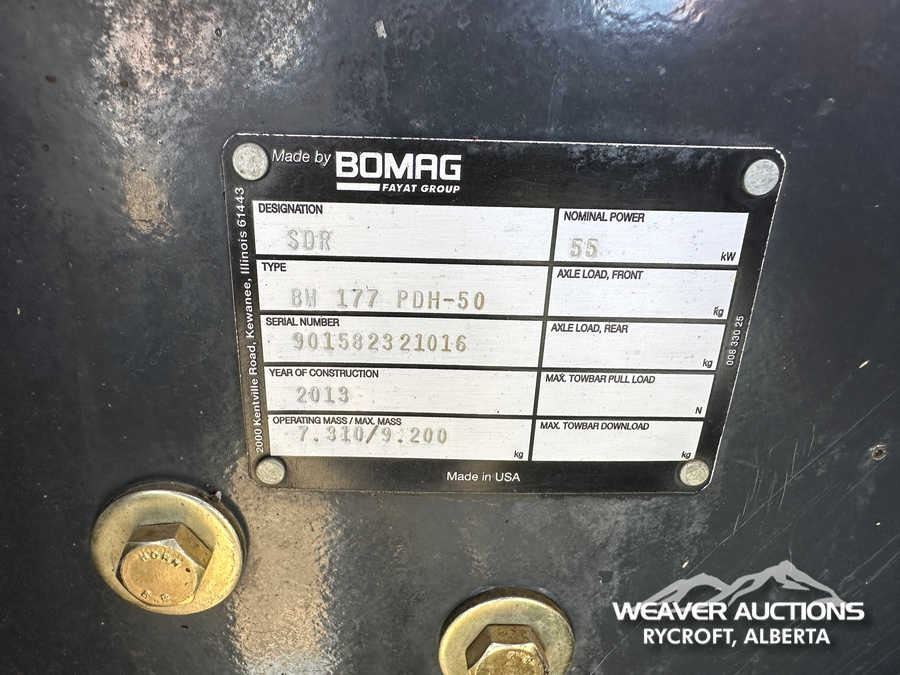 Made by BOMAG
FAYAT GROUP
2000 Kentville Road, Kewanee, Illinois 61443
DESIGNATION
SDR
NOMINAL POWER
55 kW
TYPE
BW 177 PDH-50
AXLE LOAD, FRONT
kg
SERIAL NUMBER
901582321016
AXLE LOAD, REAR
kg
YEAR OF CONSTRUCTION
2013
MAX. TOWBAR PULL LOAD
N
OPERATING MASS / MAX. MASS
7.310/9.200 kg
MAX. TOWBAR DOWNLOAD
kg
008 330 25
Made in USA
WEAVER AUCTIONS
RYCROFT, ALBERTA